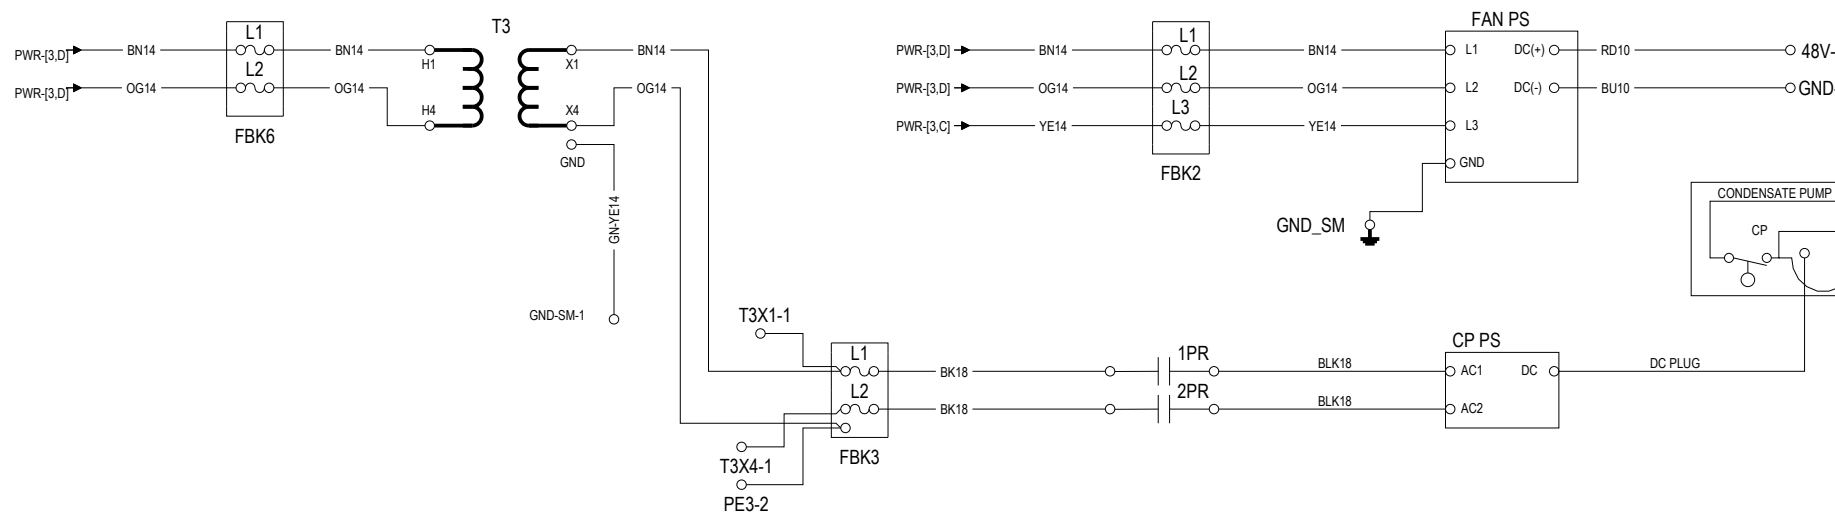 T3
FAN PS
PWR-[3,D]
BN14
L1
BN14
H1
X1
BN14
PWR-[3,D]
BN14
L1
BN14
L1
DC(+)
RD10
48V-
PWR-[3,D]
OG14
L2
OG14
H4
X4
OG14
PWR-[3,D]
OG14
L2
OG14
L2
DC(-)
BU10
GND-
FBK6
PWR-[3,C]
YE14
L3
YE14
L3
GND
GND
FBK2
GN-YE14
CONDENSATE PUMP
GND_SM
CP
GND-SM-1
T3X1-1
L1
BK18
1PR
BLK18
CP PS
AC1
DC
DC PLUG
L2
BK18
2PR
BLK18
AC2
FBK3
T3X4-1
PE3-2